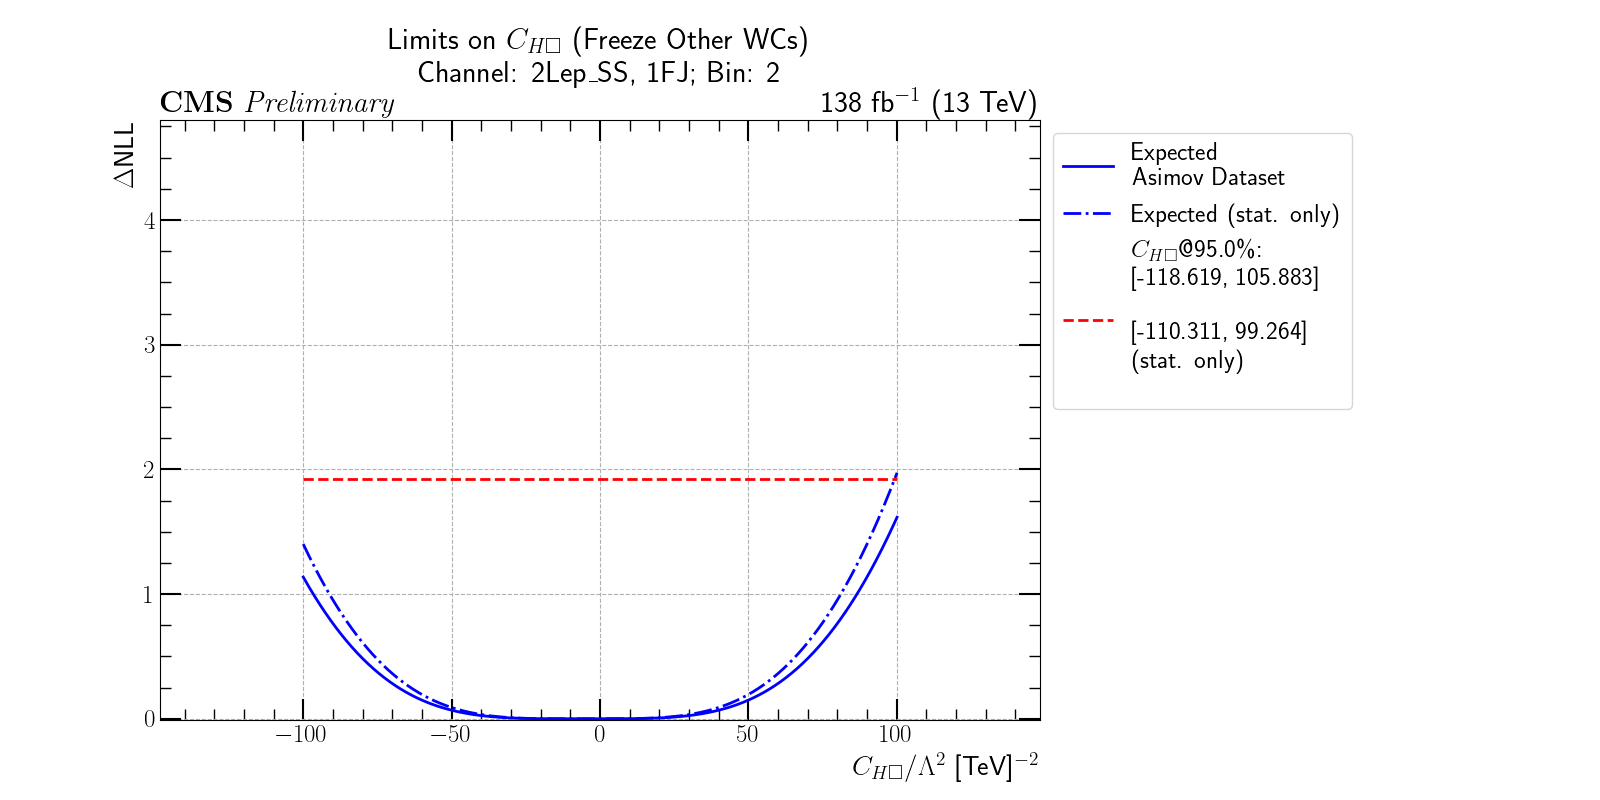 Limits on C_{H□} (Freeze Other WCs)
Channel: 2Lep_SS, 1FJ; Bin: 2
CMS Preliminary
138 fb⁻¹ (13 TeV)
ΔNLL
4
3
2
1
0
−100
−50
0
50
100
C_{H□}/Λ² [TeV]⁻²
Expected
Asimov Dataset
Expected (stat. only)
C_{H□}@95.0%:
[-118.619, 105.883]
[-110.311, 99.264]
(stat. only)